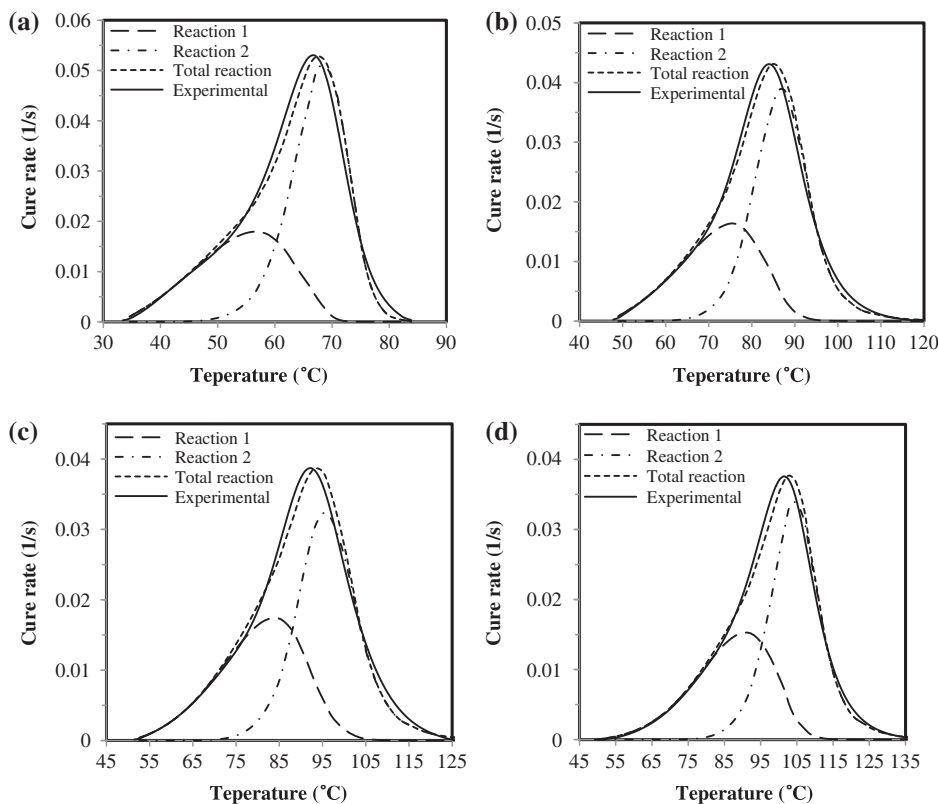 (a)
0.06
0.05
0.04
0.03
0.02
0.01
0
Cure rate (1/s)
Reaction 1
Reaction 2
Total reaction
Experimental
30 40 50 60 70 80 90
Teperature (°C)
(b)
0.05
0.04
0.03
0.02
0.01
0
Cure rate (1/s)
Reaction 1
Reaction 2
Total reaction
Experimental
40 50 60 70 80 90 100 110 120
Teperature (°C)
(c)
0.04
0.03
0.02
0.01
0
Cure rate (1/s)
Reaction 1
Reaction 2
Total reaction
Experimental
45 55 65 75 85 95 105 115 125
Teperature (°C)
(d)
0.04
0.03
0.02
0.01
0
Cure rate (1/s)
Reaction 1
Reaction 2
Total reaction
Experimental
45 55 65 75 85 95 105 115 125 135
Teperature (°C)